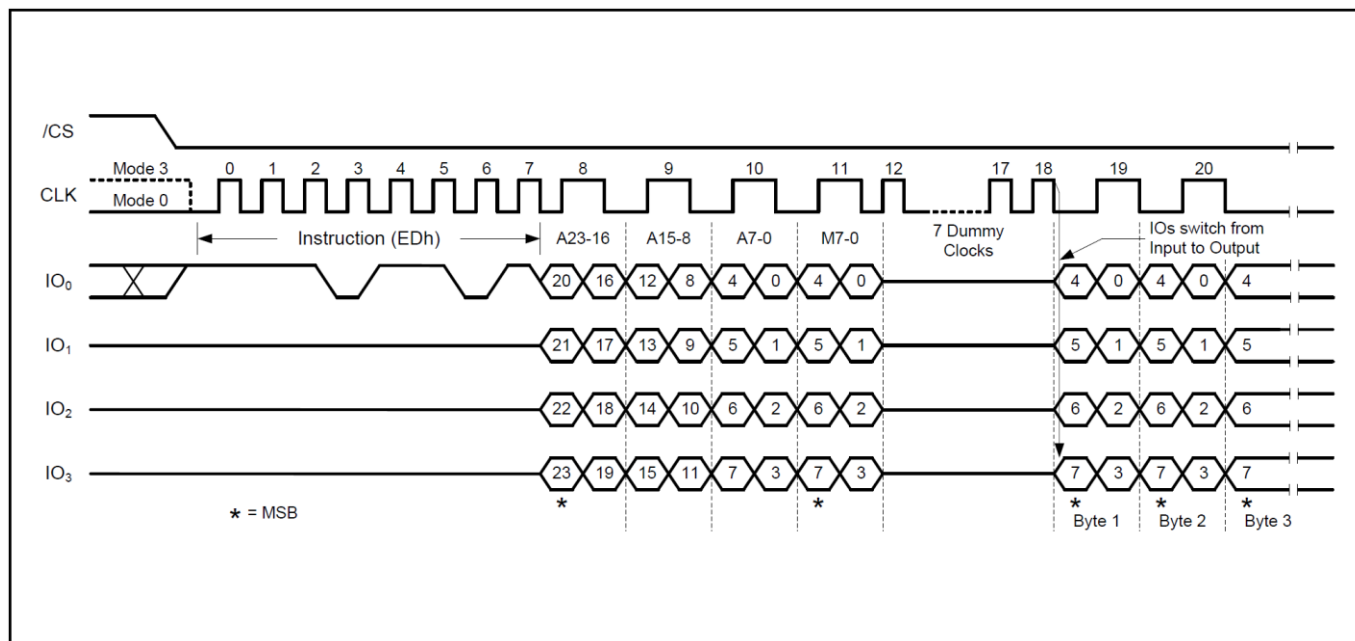 /CS
Mode 3 0 1 2 3 4 5 6 7 8 9 10 11 12 17 18 19 20
CLK
Mode 0
Instruction (EDh) A23-16 A15-8 A7-0 M7-0 7 Dummy Clocks IOs switch from Input to Output
IO0 20 16 12 8 4 0 4 0 4 0 4 0 4
IO1 21 17 13 9 5 1 5 1 5 1 5 1 5
IO2 22 18 14 10 6 2 6 2 6 2 6 2 6
IO3 23 19 15 11 7 3 7 3 7 3 7 3 7
* * * * *
* = MSB Byte 1 Byte 2 Byte 3